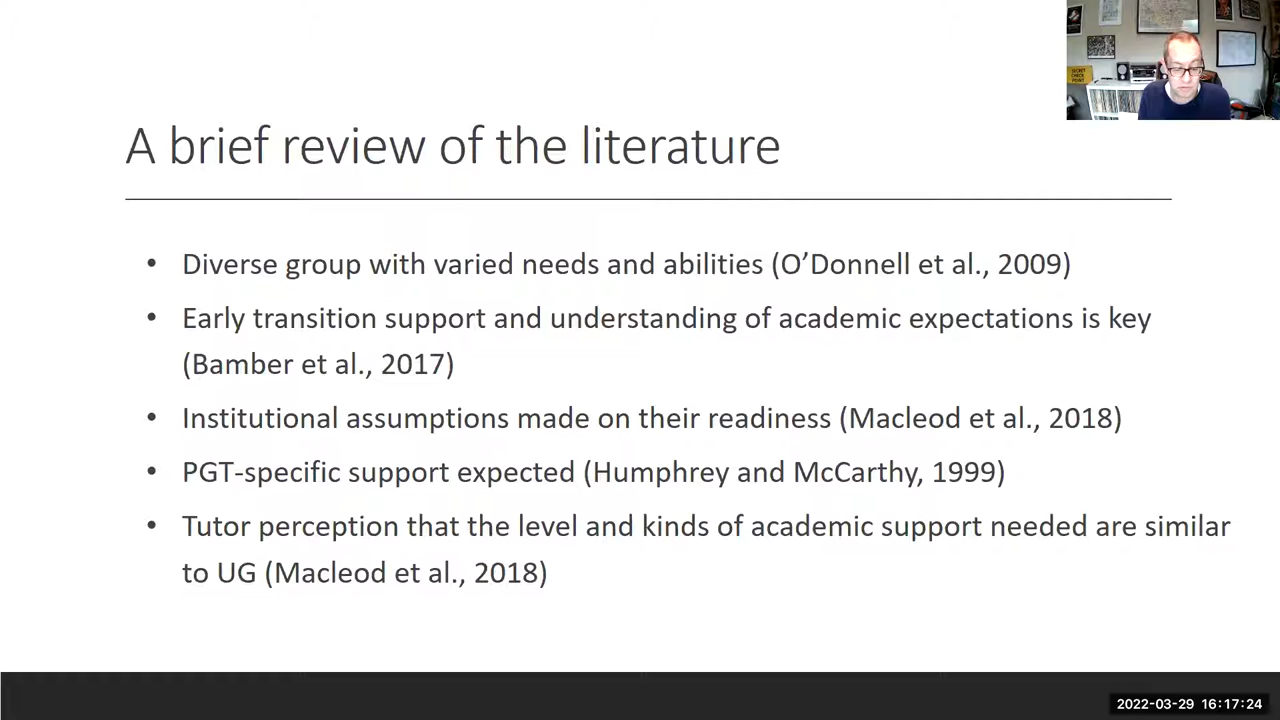 SECRET
CHECK
POINT
A brief review of the literature
• Diverse group with varied needs and abilities (O’Donnell et al., 2009)
• Early transition support and understanding of academic expectations is key
(Bamber et al., 2017)
• Institutional assumptions made on their readiness (Macleod et al., 2018)
• PGT-specific support expected (Humphrey and McCarthy, 1999)
• Tutor perception that the level and kinds of academic support needed are similar
to UG (Macleod et al., 2018)
2022-03-29 16:17:24